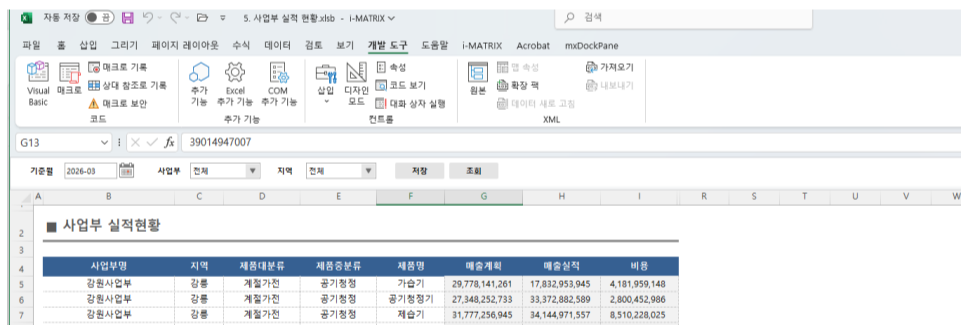 자동 저장 끔 5. 사업부 실적 현황.xlsb - i-MATRIX 검색
파일 홈 삽입 그리기 페이지 레이아웃 수식 데이터 검토 보기 개발 도구 도움말 i-MATRIX Acrobat mxDockPane
Visual Basic 매크로 매크로 기록 상대 참조로 기록 매크로 보안
추가 기능 Excel 추가 기능 COM 추가 기능
삽입 디자인 모드 속성 코드 보기 대화 상자 실행
원본 맵 속성 확장 팩 데이터 새로 고침 가져오기 내보내기
코드 추가 기능 컨트롤 XML
G13 fx 39014947007
기준월 2026-03 사업부 전체 지역 전체 저장 조회
A B C D E F G H I R S T U V W
2 ■ 사업부 실적현황
3
4 사업부명 지역 제품대분류 제품중분류 제품명 매출계획 매출실적 비용
5 강원사업부 강릉 계절가전 공기청정 가습기 29,778,141,261 17,832,953,945 4,181,959,148
6 강원사업부 강릉 계절가전 공기청정 공기청정기 27,348,252,733 33,372,882,589 2,800,452,986
7 강원사업부 강릉 계절가전 공기청정 제습기 31,777,256,945 34,144,971,557 8,510,228,025